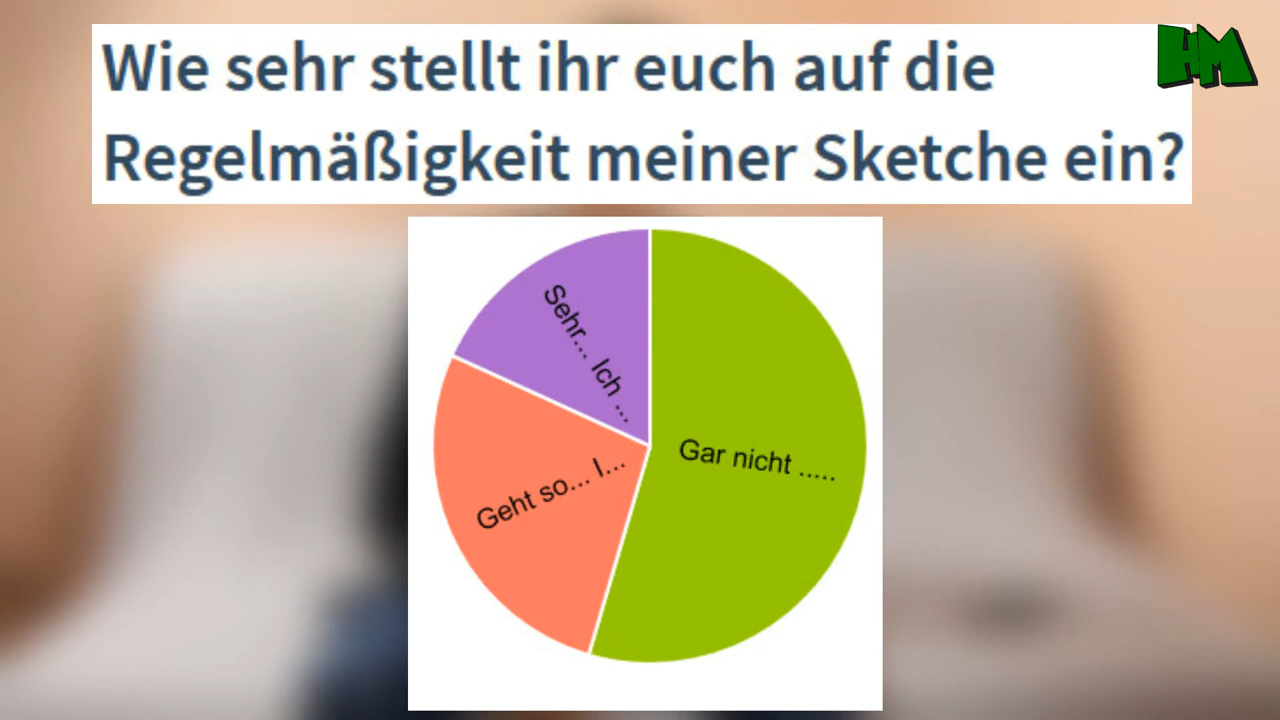 Wie sehr stellt ihr euch auf die
Regelmäßigkeit meiner Sketche ein?
HM
Sehr... Ich ...
Gar nicht .....
Geht so... I...